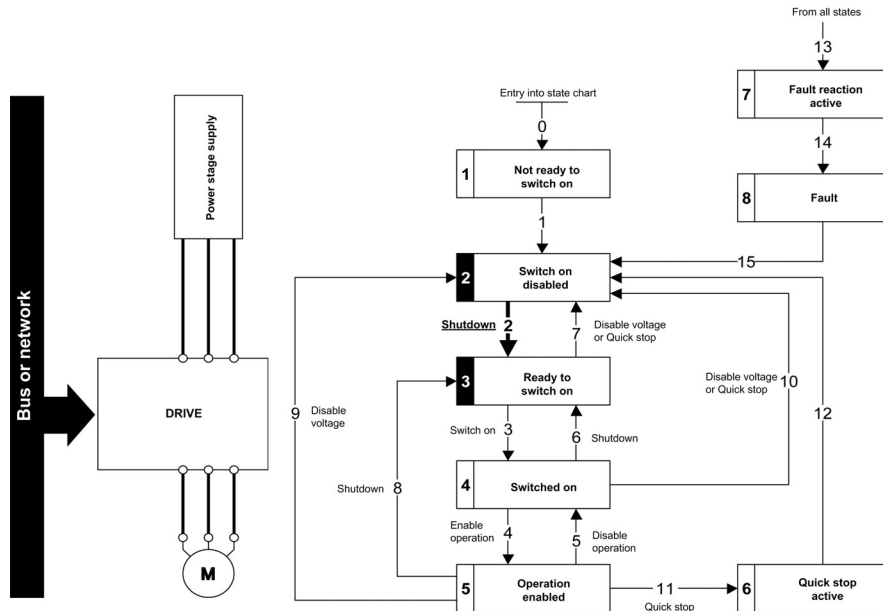 From all states
13
7
Fault reaction
active
14
8
Fault
15
Entry into state chart
0
1
Not ready to
switch on
1
2
Switch on
disabled
Shutdown
2
7
Disable voltage
or Quick stop
3
Ready to
switch on
Switch on
3
6
Shutdown
4
Switched on
Enable
operation
4
5
Disable
operation
5
Operation
enabled
11
Quick stop
6
Quick stop
active
9
Disable
voltage
Shutdown
8
Disable voltage
or Quick stop
10
12
Bus or network
Power stage supply
DRIVE
M